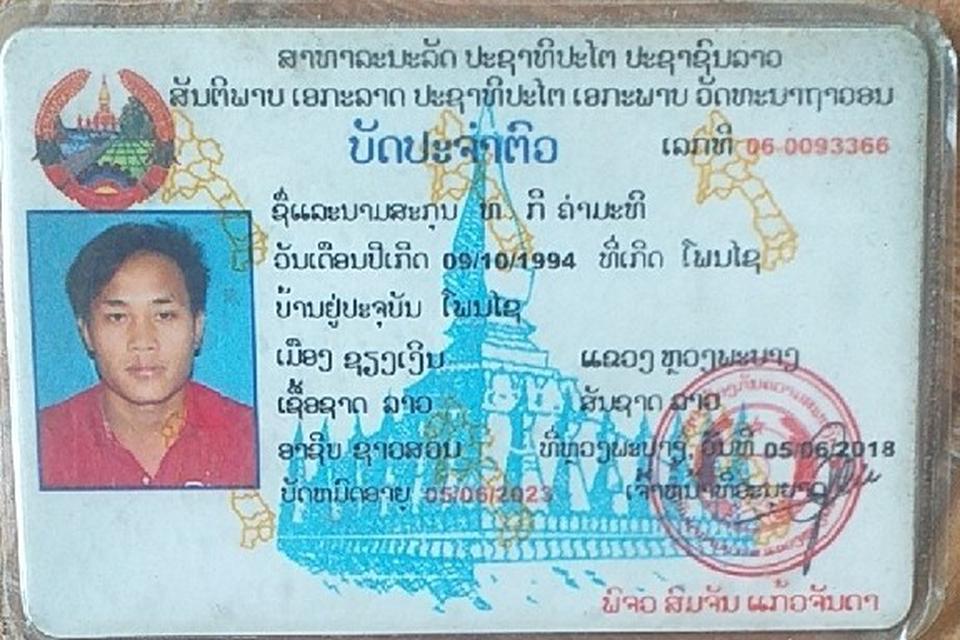 ສາທາລະນະລັດ ປະຊາທິປະໄຕ ປະຊາຊົນລາວ
ສັນຕິພາບ ເອກະລາດ ປະຊາທິປະໄຕ ເອກະພາບ ວັດທະນາຖາວອນ
ບັດປະຈຳຕົວ ເລກທີ 06-0093366
ຊື່ແລະນາມສະກຸນ ທ. ກີ ຄຳມະທິ
ວັນເດືອນປີເກີດ 09/10/1994 ທີ່ເກີດ ໂພນໄຊ
ບ້ານຢູ່ປະຈຸບັນ ໂພນໄຊ
ເມືອງ ຊຽງເງິນ ແຂວງ ຫຼວງພະບາງ
ເຊື້ອຊາດ ລາວ ສັນຊາດ ລາວ
ອາຊີບ ຊາວສວນ ທີ່ຫຼວງພະບາງ, ວັນທີ 05/06/2018
ບັດຫມົດອາຍຸ 05/06/2023 ເຈົ້າຫນ້າທີ່ອະນຸຍາດ
ພິຈວ ສົມຈັນ ແກ້ວຈັນດາ